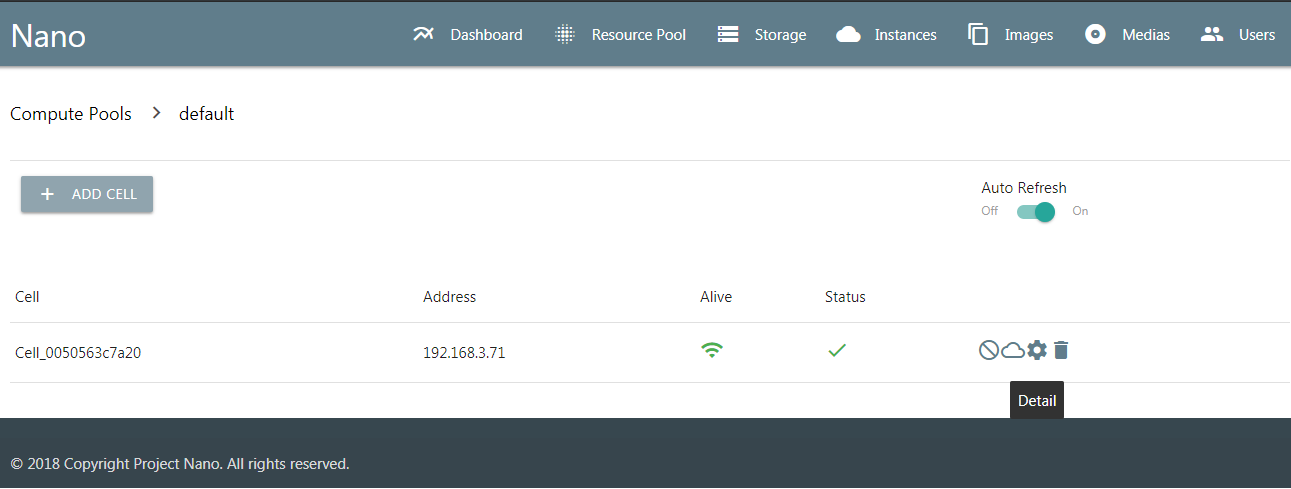 Nano Dashboard Resource Pool Storage Instances Images Medias Users
Compute Pools default
ADD CELL
Auto Refresh
Off On
Cell Address Alive Status
Cell_0050563c7a20 192.168.3.71
Detail
© 2018 Copyright Project Nano. All rights reserved.